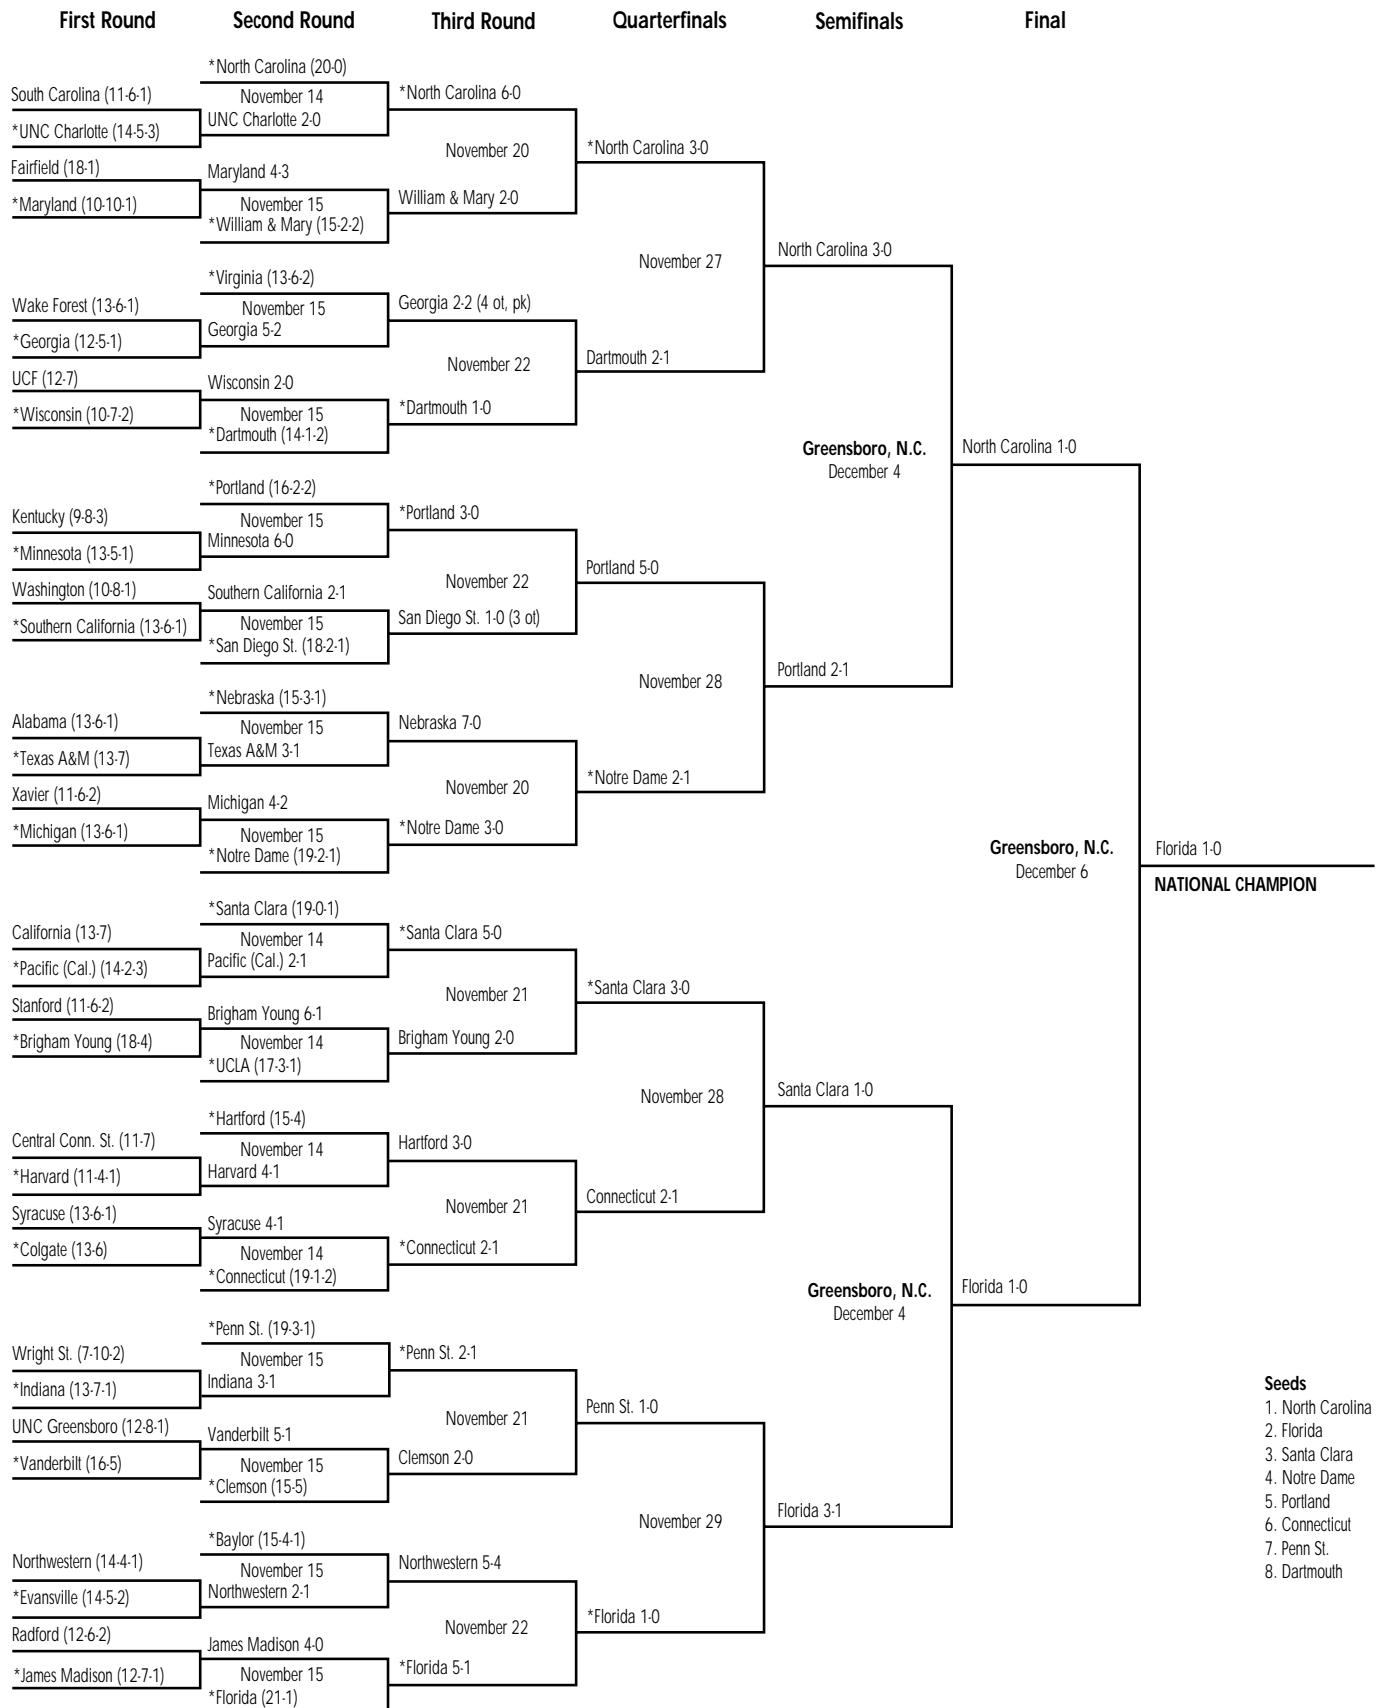 First Round
Second Round
Third Round
Quarterfinals
Semifinals
Final
South Carolina (11-6-1)
*UNC Charlotte (14-5-3)
Fairfield (18-1)
*Maryland (10-10-1)
Wake Forest (13-6-1)
*Georgia (12-5-1)
UCF (12-7)
*Wisconsin (10-7-2)
Kentucky (9-8-3)
*Minnesota (13-5-1)
Washington (10-8-1)
*Southern California (13-6-1)
Alabama (13-6-1)
*Texas A&M (13-7)
Xavier (11-6-2)
*Michigan (13-6-1)
California (13-7)
*Pacific (Cal.) (14-2-3)
Stanford (11-6-2)
*Brigham Young (18-4)
Central Conn. St. (11-7)
*Harvard (11-4-1)
Syracuse (13-6-1)
*Colgate (13-6)
Wright St. (7-10-2)
*Indiana (13-7-1)
UNC Greensboro (12-8-1)
*Vanderbilt (16-5)
Northwestern (14-4-1)
*Evansville (14-5-2)
Radford (12-6-2)
*James Madison (12-7-1)
*North Carolina (20-0)
November 14
UNC Charlotte 2-0
Maryland 4-3
November 15
*William & Mary (15-2-2)
*Virginia (13-6-2)
November 15
Georgia 5-2
Wisconsin 2-0
November 15
*Dartmouth (14-1-2)
*Portland (16-2-2)
November 15
Minnesota 6-0
Southern California 2-1
November 15
*San Diego St. (18-2-1)
*Nebraska (15-3-1)
November 15
Texas A&M 3-1
Michigan 4-2
November 15
*Notre Dame (19-2-1)
*Santa Clara (19-0-1)
November 14
Pacific (Cal.) 2-1
Brigham Young 6-1
November 14
*UCLA (17-3-1)
*Hartford (15-4)
November 14
Harvard 4-1
Syracuse 4-1
November 14
*Connecticut (19-1-2)
*Penn St. (19-3-1)
November 15
Indiana 3-1
Vanderbilt 5-1
November 15
*Clemson (15-5)
*Baylor (15-4-1)
November 15
Northwestern 2-1
James Madison 4-0
November 15
*Florida (21-1)
*North Carolina 6-0
November 20
William & Mary 2-0
Georgia 2-2 (4 ot, pk)
November 22
*Dartmouth 1-0
*Portland 3-0
November 22
San Diego St. 1-0 (3 ot)
Nebraska 7-0
November 20
*Notre Dame 3-0
*Santa Clara 5-0
November 21
Brigham Young 2-0
Hartford 3-0
November 21
*Connecticut 2-1
*Penn St. 2-1
November 21
Clemson 2-0
Northwestern 5-4
November 22
*Florida 5-1
*North Carolina 3-0
November 27
Dartmouth 2-1
Portland 5-0
November 28
*Notre Dame 2-1
*Santa Clara 3-0
November 28
Connecticut 2-1
Penn St. 1-0
November 29
*Florida 1-0
North Carolina 3-0
Greensboro, N.C.
December 4
Portland 2-1
Santa Clara 1-0
Greensboro, N.C.
December 4
Florida 3-1
North Carolina 1-0
Greensboro, N.C.
December 6
Florida 1-0
Florida 1-0
NATIONAL CHAMPION
Seeds
1. North Carolina
2. Florida
3. Santa Clara
4. Notre Dame
5. Portland
6. Connecticut
7. Penn St.
8. Dartmouth